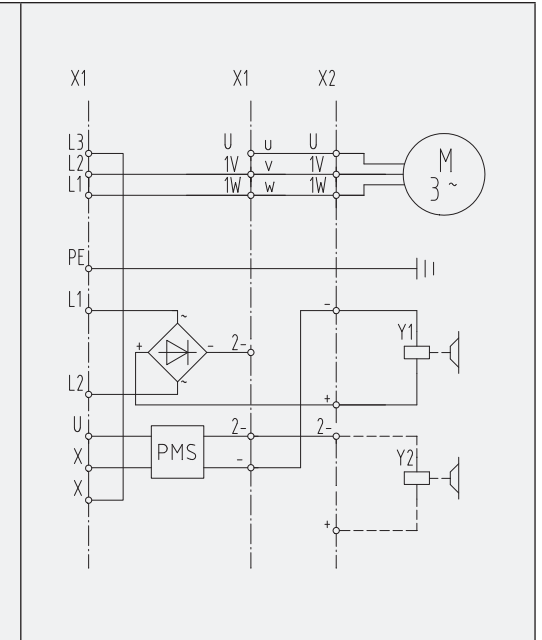 X1 X1 X2
L3 U u U
L2 1V v 1V M
L1 1W w 1W 3 ~
PE
L1 ~ -
Y1
+ - 2-
L2 ~ +
U 2- 2-
X PMS - Y2
X
+